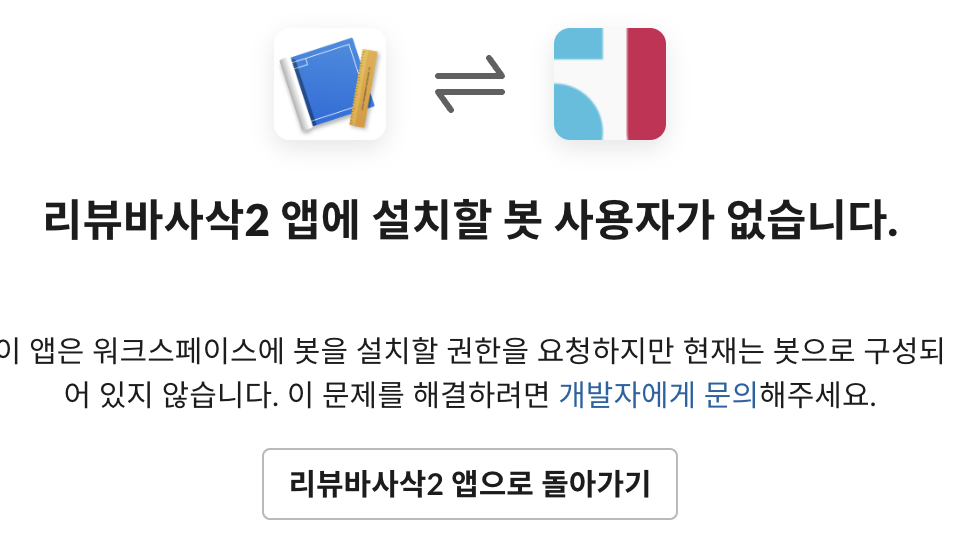 리뷰바사삭2 앱에 설치할 봇 사용자가 없습니다.
이 앱은 워크스페이스에 봇을 설치할 권한을 요청하지만 현재는 봇으로 구성되
어 있지 않습니다. 이 문제를 해결하려면 개발자에게 문의해주세요.
리뷰바사삭2 앱으로 돌아가기